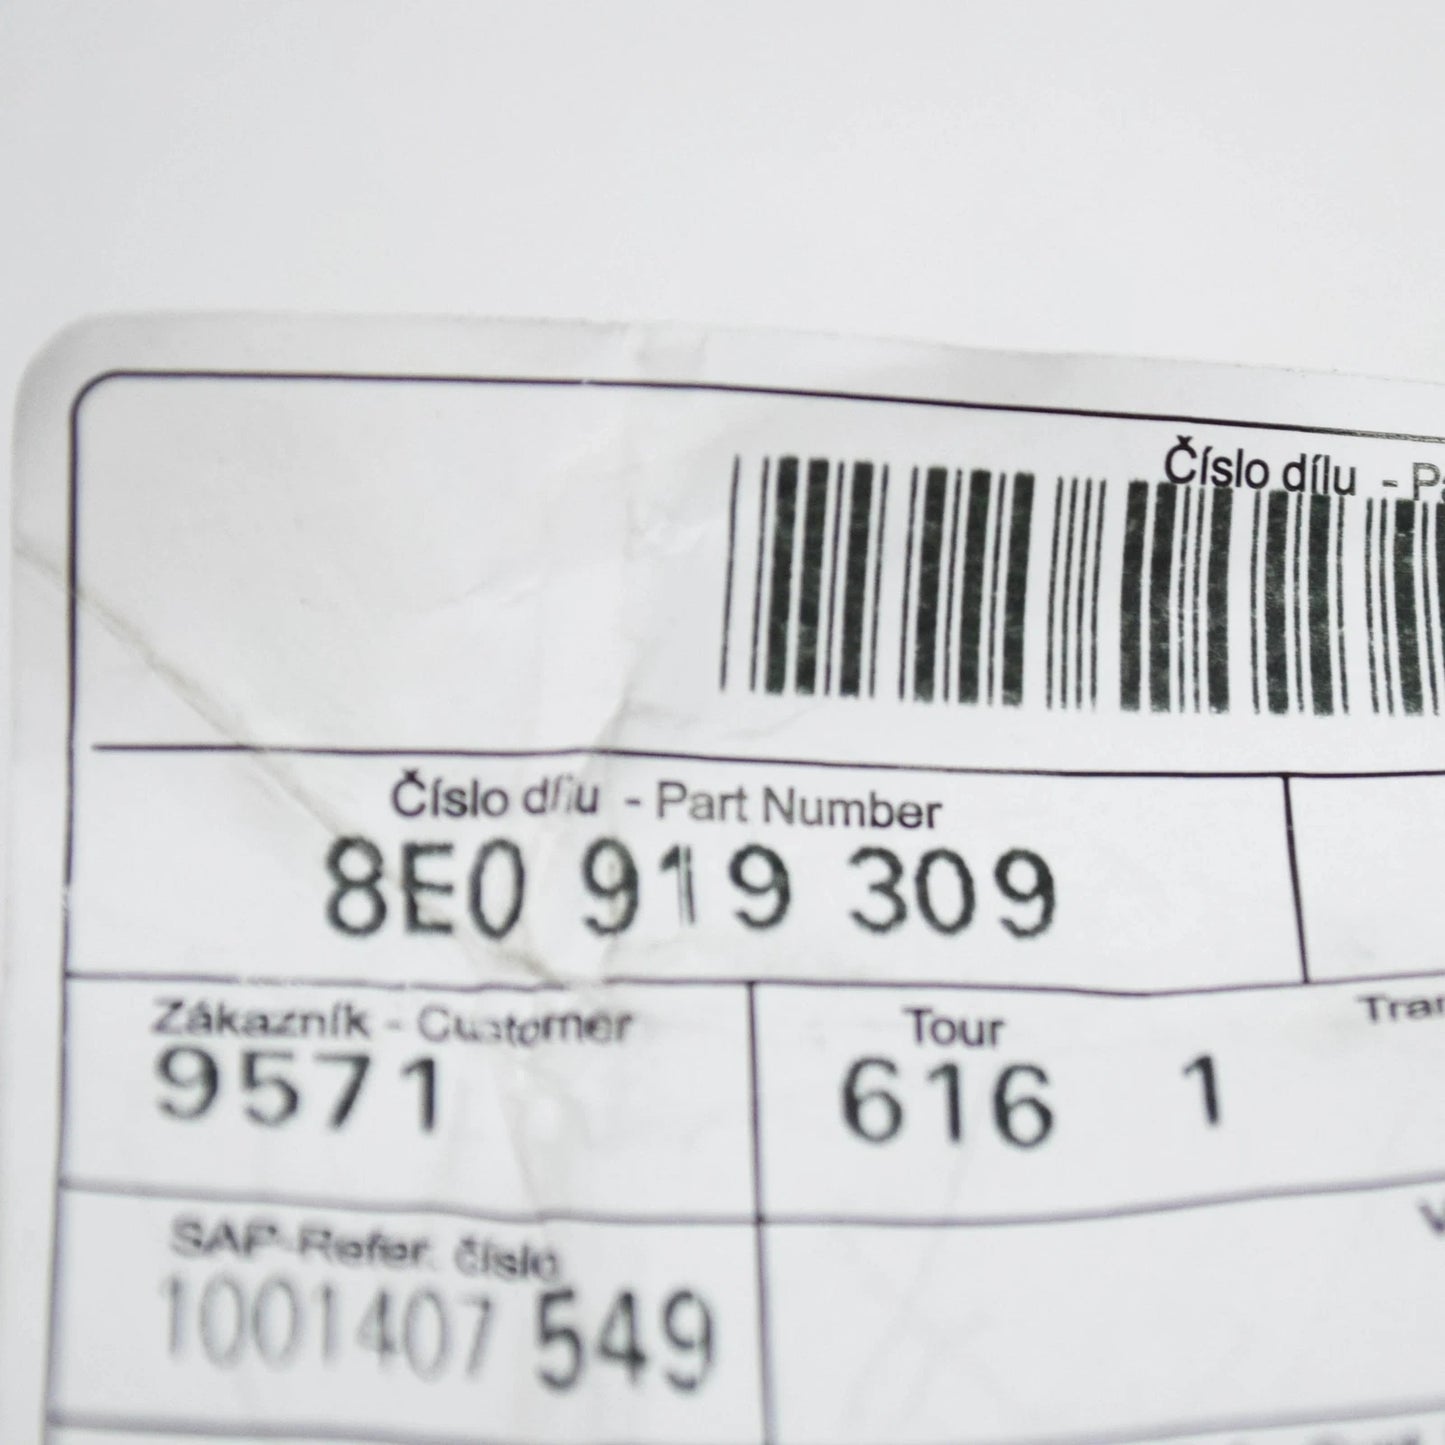 Číslo dílu - P
Číslo dílu - Part Number
8E0 919 309
Zákazník - Customer
9571
Tour
616 1
Tran
SAP-Refer. číslo
1001407 549